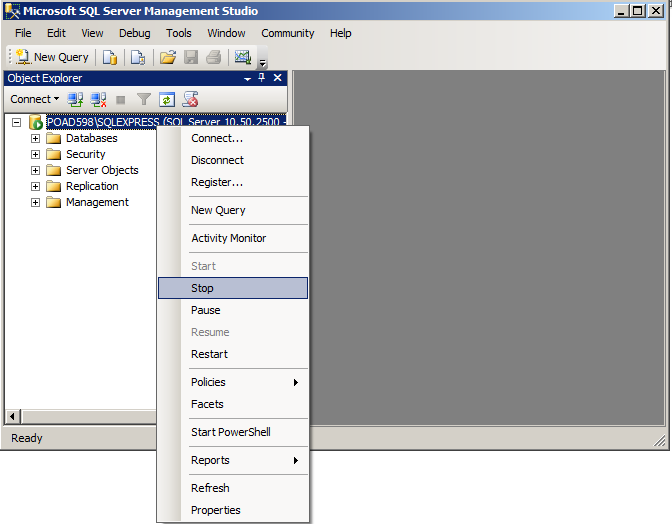 Microsoft SQL Server Management Studio
File Edit View Debug Tools Window Community Help
New Query
Object Explorer
Connect
POAD598\SQLEXPRESS (SQL Server 10.50.2500 -
Databases
Security
Server Objects
Replication
Management
Connect...
Disconnect
Register...
New Query
Activity Monitor
Start
Stop
Pause
Resume
Restart
Policies
Facets
Start PowerShell
Reports
Refresh
Properties
Ready